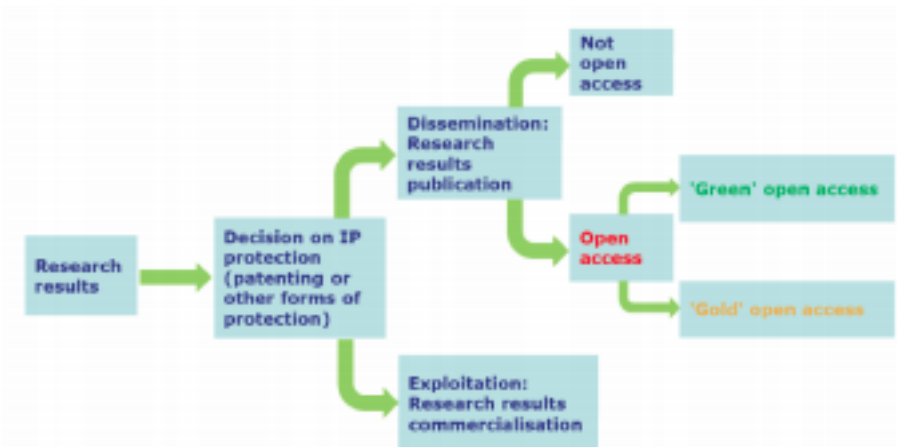 Research
results
Decision on IP
protection
(patenting or
other forms of
protection)
Dissemination:
Research
results
publication
Not
open
access
Open
access
'Green' open access
'Gold' open access
Exploitation:
Research results
commercialisation